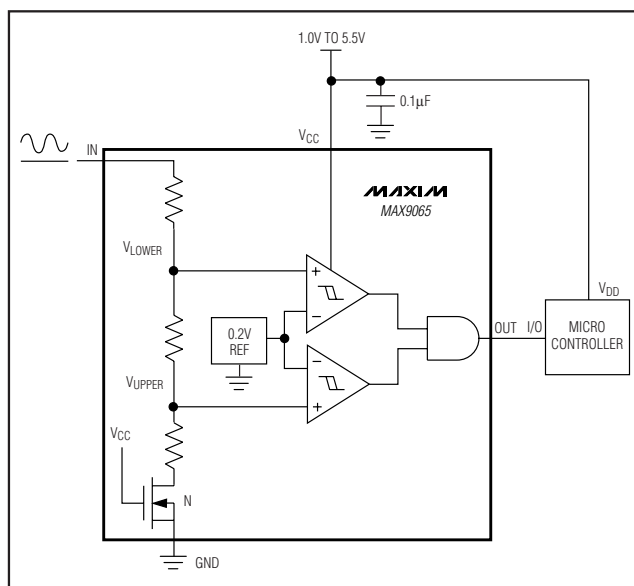 1.0V TO 5.5V
0.1µF
IN
VCC
MAXIM
MAX9065
VLOWER
+
−
0.2V
REF
VDD
OUT I/O
MICRO
CONTROLLER
−
+
VUPPER
VCC
N
GND